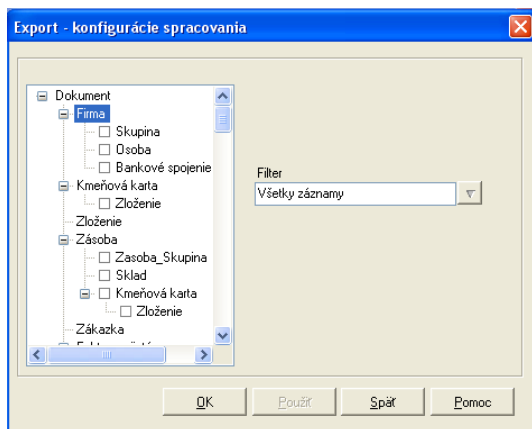 Export - konfigurácie spracovania
Dokument
Firma
Skupina
Osoba
Bankové spojenie
Kmeňová karta
Zloženie
Zloženie
Zásoba
Zasoba_Skupina
Sklad
Kmeňová karta
Zloženie
Zákazka
Filter
Všetky záznamy
OK
Použiť
Späť
Pomoc